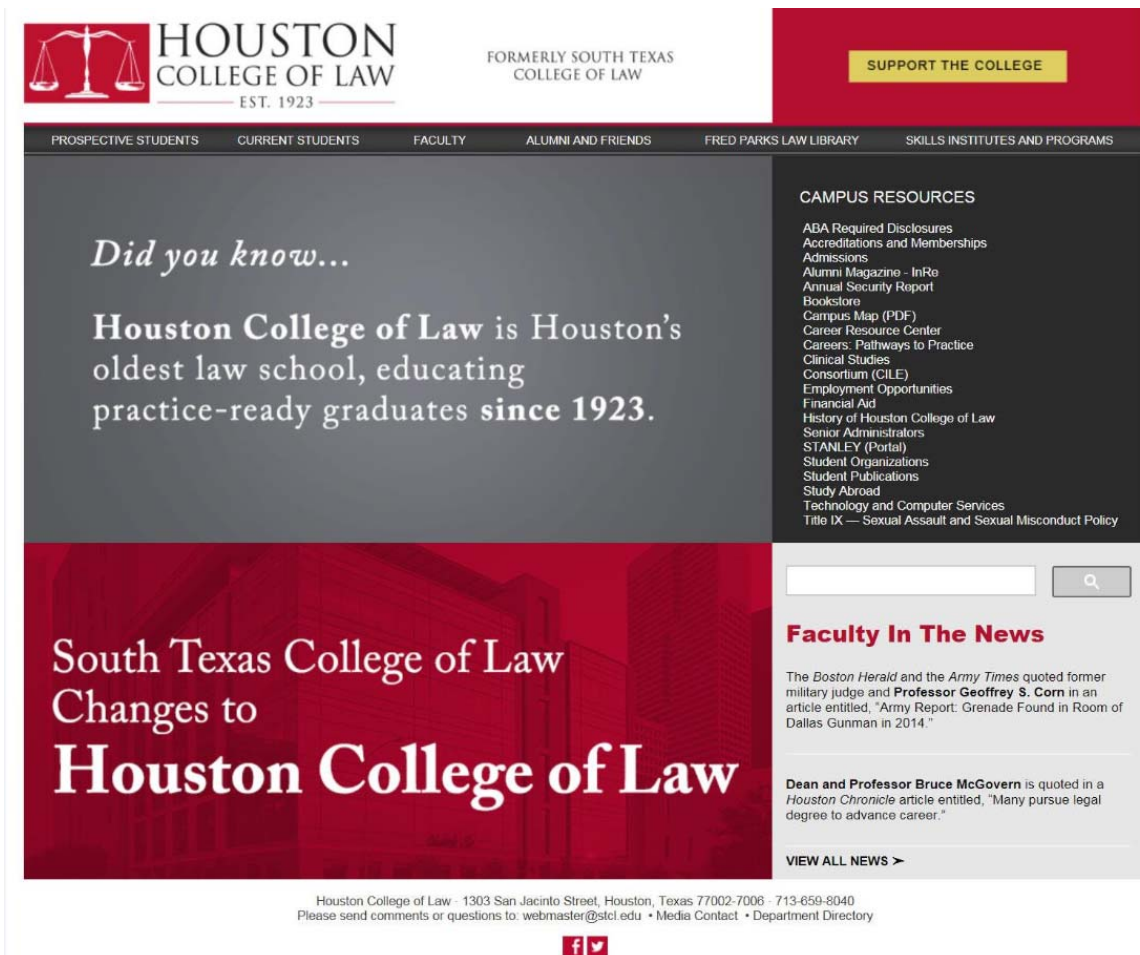 HOUSTON
COLLEGE OF LAW
EST. 1923
FORMERLY SOUTH TEXAS
COLLEGE OF LAW
SUPPORT THE COLLEGE
PROSPECTIVE STUDENTS CURRENT STUDENTS FACULTY ALUMNI AND FRIENDS FRED PARKS LAW LIBRARY SKILLS INSTITUTES AND PROGRAMS
Did you know...
Houston College of Law is Houston's
oldest law school, educating
practice-ready graduates since 1923.
CAMPUS RESOURCES
ABA Required Disclosures
Accreditations and Memberships
Admissions
Alumni Magazine - InRe
Annual Security Report
Bookstore
Campus Map (PDF)
Career Resource Center
Careers: Pathways to Practice
Clinical Studies
Consortium (CILE)
Employment Opportunities
Financial Aid
History of Houston College of Law
Senior Administrators
STANLEY (Portal)
Student Organizations
Student Publications
Study Abroad
Technology and Computer Services
Title IX — Sexual Assault and Sexual Misconduct Policy
South Texas College of Law
Changes to
Houston College of Law
Faculty In The News
The Boston Herald and the Army Times quoted former
military judge and Professor Geoffrey S. Corn in an
article entitled, "Army Report: Grenade Found in Room of
Dallas Gunman in 2014."
Dean and Professor Bruce McGovern is quoted in a
Houston Chronicle article entitled, "Many pursue legal
degree to advance career."
VIEW ALL NEWS ➤
Houston College of Law - 1303 San Jacinto Street, Houston, Texas 77002-7006 - 713-659-8040
Please send comments or questions to: webmaster@stcl.edu • Media Contact • Department Directory